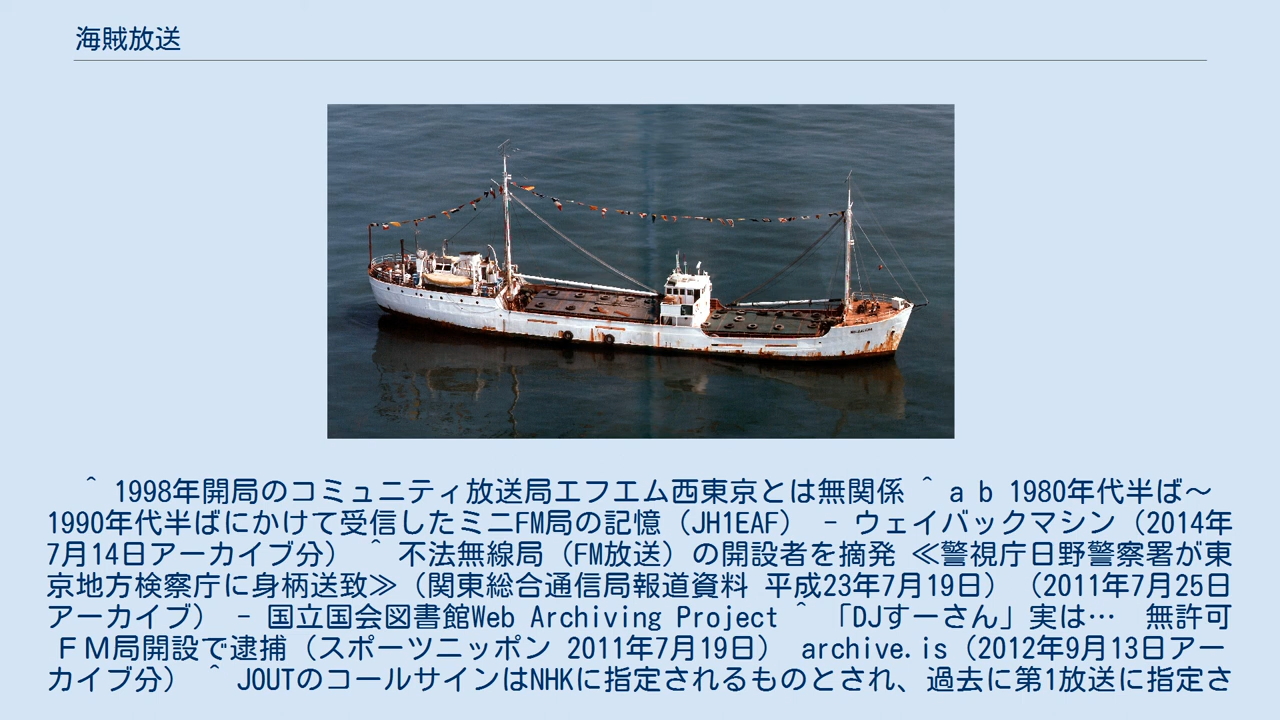 海賊放送
＾ 1998年開局のコミュニティ放送局エフエム西東京とは無関係 ＾ a b 1980年代半ば～
1990年代半ばにかけて受信したミニFM局の記憶（JH1EAF） - ウェイバックマシン（2014年
7月14日アーカイブ分） ＾ 不法無線局（FM放送）の開設者を摘発 ≪警視庁日野警察署が東
京地方検察庁に身柄送致≫（関東総合通信局報道資料 平成23年7月19日）（2011年7月25日
アーカイブ） - 国立国会図書館Web Archiving Project ＾ 「DJすーさん」実は… 無許可
ＦＭ局開設で逮捕（スポーツニッポン 2011年7月19日） archive.is（2012年9月13日アー
カイブ分） ＾ JOUTのコールサインはNHKに指定されるものとされ、過去に第1放送に指定さ